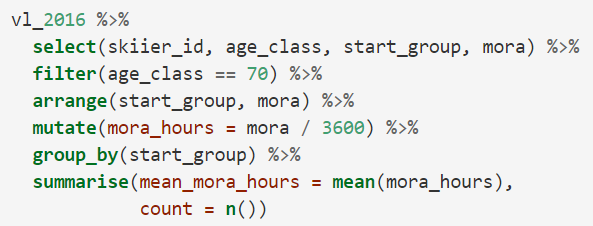 vl_2016 %>%
  select(skiier_id, age_class, start_group, mora) %>%
  filter(age_class == 70) %>%
  arrange(start_group, mora) %>%
  mutate(mora_hours = mora / 3600) %>%
  group_by(start_group) %>%
  summarise(mean_mora_hours = mean(mora_hours),
            count = n())